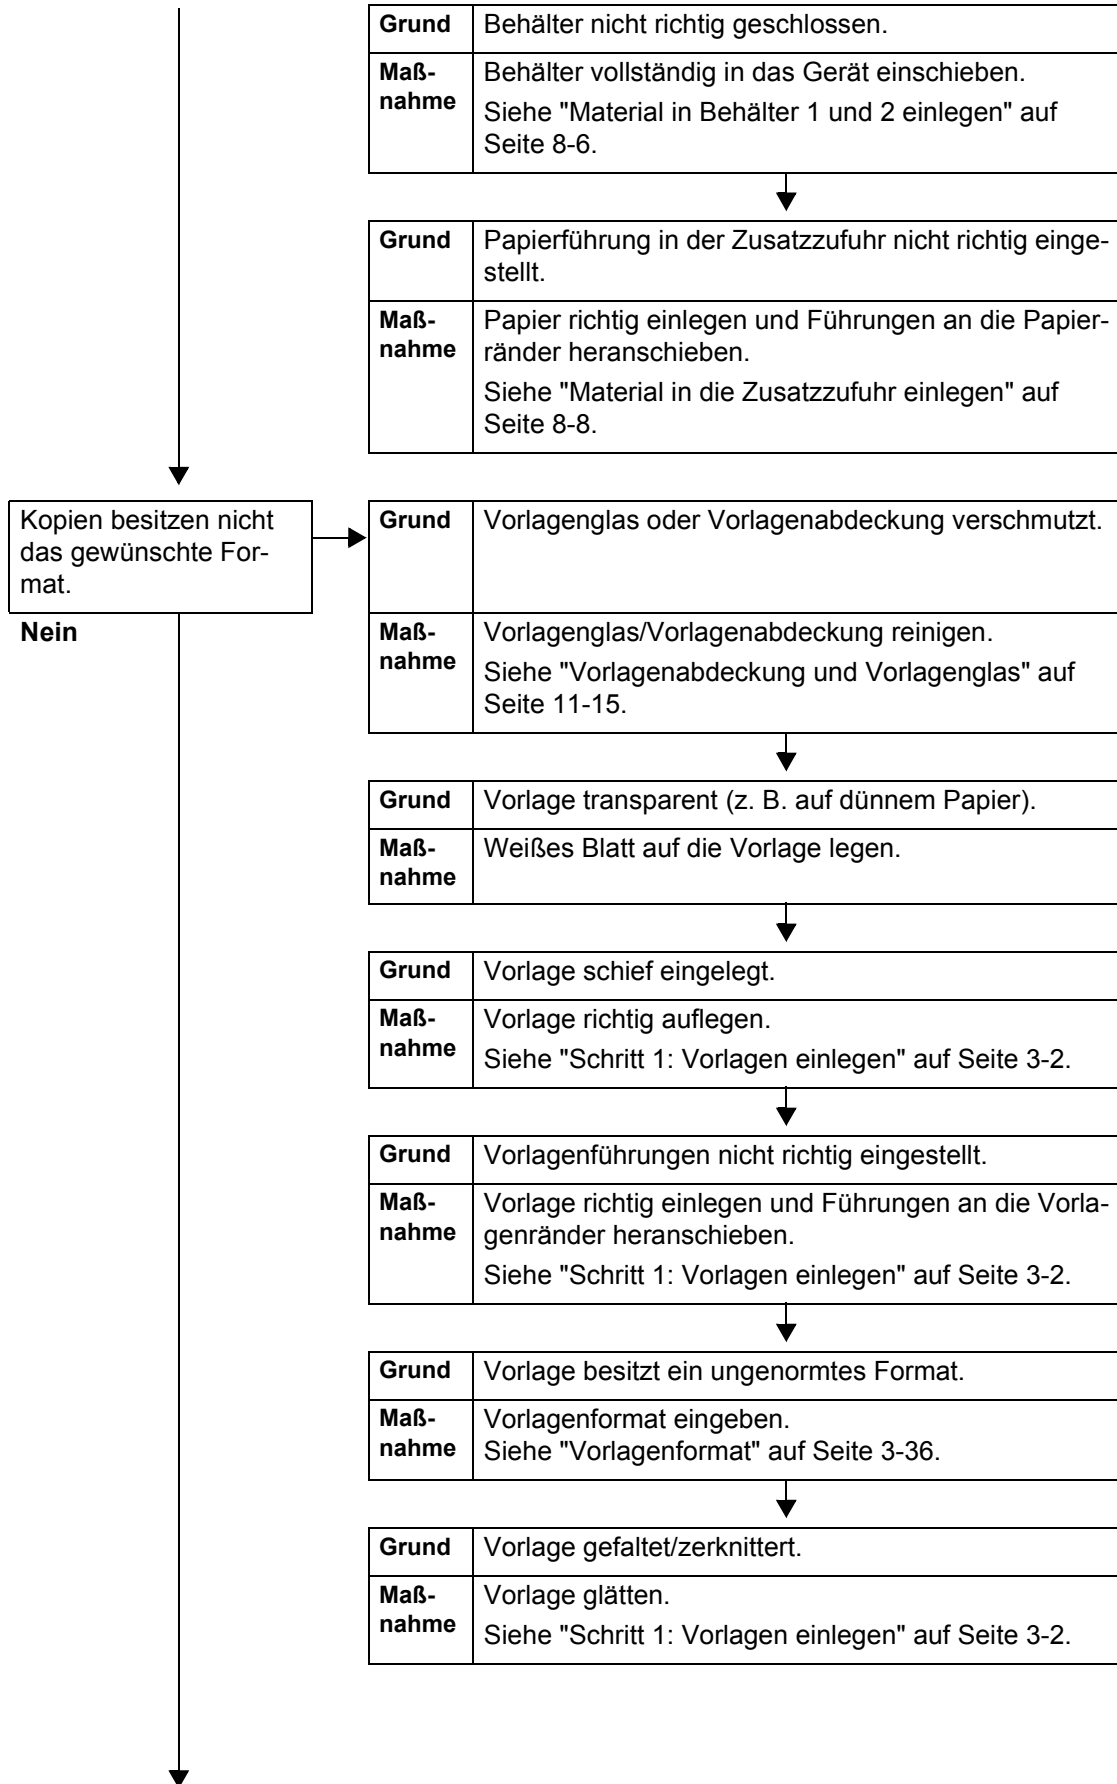 Grund Behälter nicht richtig geschlossen.
Maß- Behälter vollständig in das Gerät einschieben.
nahme
Siehe "Material in Behälter 1 und 2 einlegen" auf
Seite 8-6.
Grund Papierführung in der Zusatzzufuhr nicht richtig einge-
stellt.
Maß- Papier richtig einlegen und Führungen an die Papier-
nahme ränder heranschieben.
Siehe "Material in die Zusatzzufuhr einlegen" auf
Seite 8-8.
Kopien besitzen nicht
das gewünschte For-
mat.
Nein
Grund Vorlagenglas oder Vorlagenabdeckung verschmutzt.
Maß- Vorlagenglas/Vorlagenabdeckung reinigen.
nahme
Siehe "Vorlagenabdeckung und Vorlagenglas" auf
Seite 11-15.
Grund Vorlage transparent (z. B. auf dünnem Papier).
Maß- Weißes Blatt auf die Vorlage legen.
nahme
Grund Vorlage schief eingelegt.
Maß- Vorlage richtig auflegen.
nahme
Siehe "Schritt 1: Vorlagen einlegen" auf Seite 3-2.
Grund Vorlagenführungen nicht richtig eingestellt.
Maß- Vorlage richtig einlegen und Führungen an die Vorla-
nahme genränder heranschieben.
Siehe "Schritt 1: Vorlagen einlegen" auf Seite 3-2.
Grund Vorlage besitzt ein ungenormtes Format.
Maß- Vorlagenformat eingeben.
nahme Siehe "Vorlagenformat" auf Seite 3-36.
Grund Vorlage gefaltet/zerknittert.
Maß- Vorlage glätten.
nahme
Siehe "Schritt 1: Vorlagen einlegen" auf Seite 3-2.